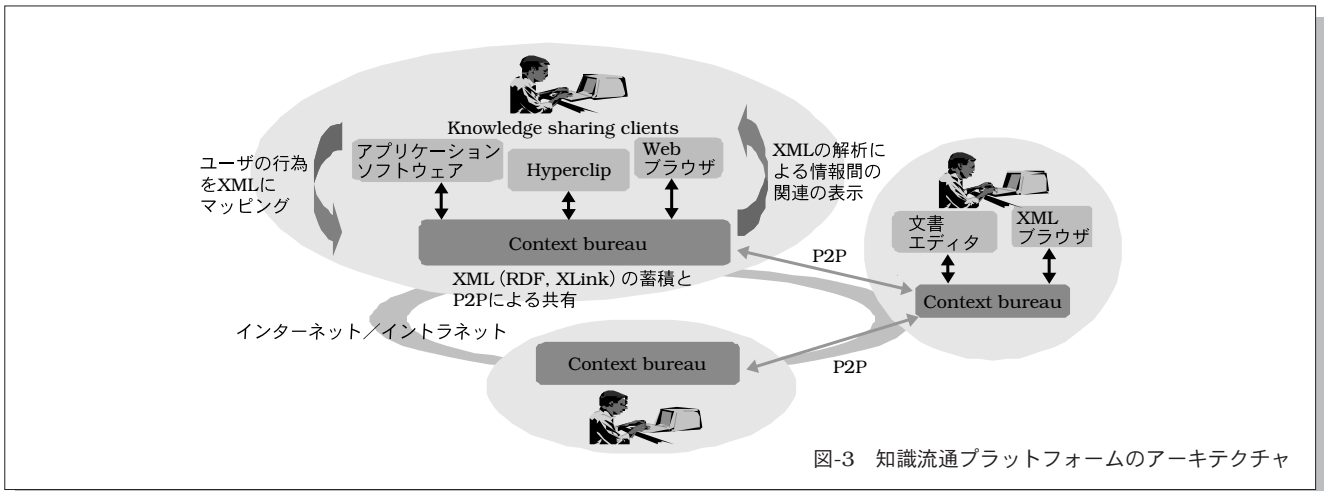 Knowledge sharing clients
ユーザの行為
をXMLに
マッピング
アプリケーション
ソフトウェア
Hyperclip
Web
ブラウザ
XMLの解析に
よる情報間の
関連の表示
Context bureau
XML（RDF, XLink）の蓄積と
P2Pによる共有
文書
エディタ
XML
ブラウザ
P2P
Context bureau
インターネット／イントラネット
Context bureau
P2P
図-3　知識流通プラットフォームのアーキテクチャ